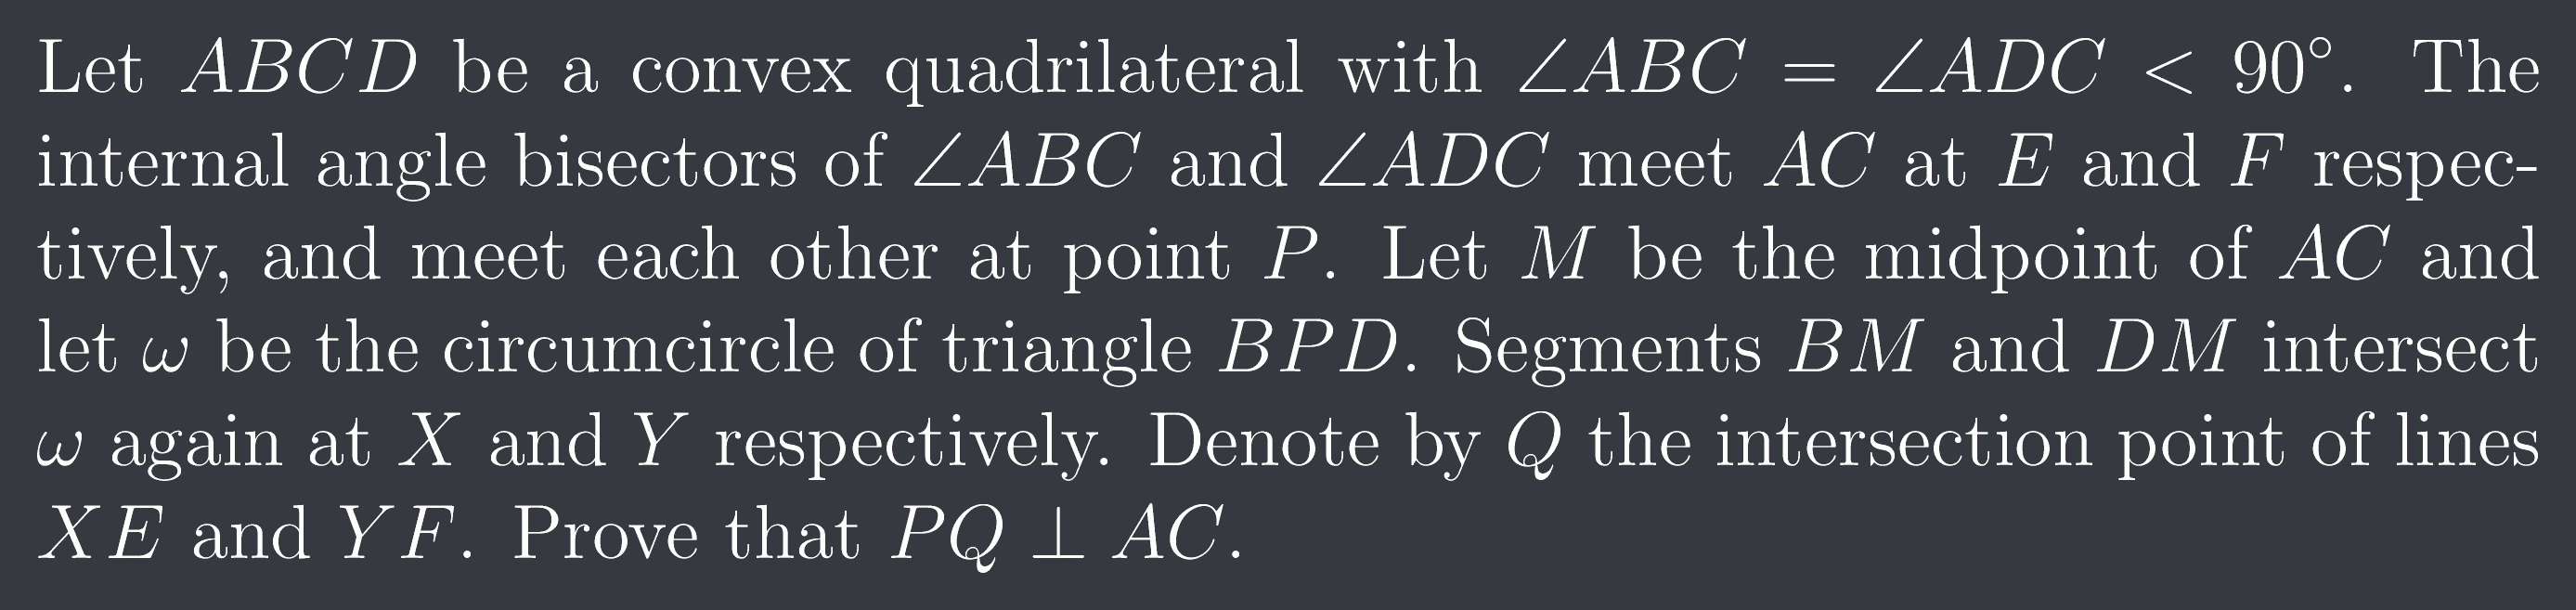 Let ABCD be a convex quadrilateral with ∠ABC = ∠ADC < 90°. The
internal angle bisectors of ∠ABC and ∠ADC meet AC at E and F respec-
tively, and meet each other at point P. Let M be the midpoint of AC and
let ω be the circumcircle of triangle BPD. Segments BM and DM intersect
ω again at X and Y respectively. Denote by Q the intersection point of lines
XE and YF. Prove that PQ ⊥ AC.